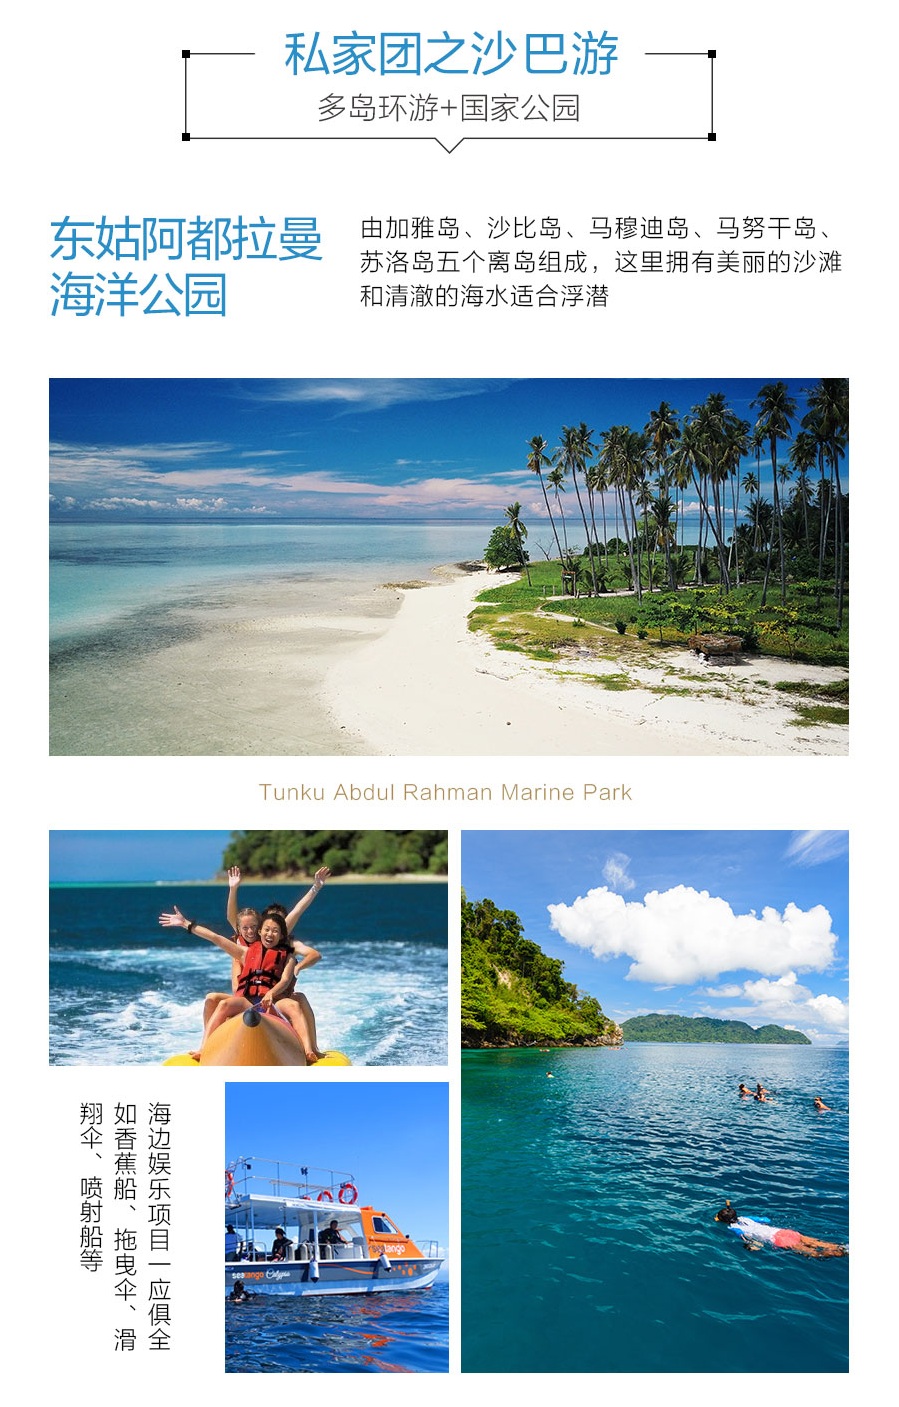 私家团之沙巴游
多岛环游+国家公园
东姑阿都拉曼
海洋公园
由加雅岛、沙比岛、马穆迪岛、马努干岛、
苏洛岛五个离岛组成，这里拥有美丽的沙滩
和清澈的海水适合浮潜
Tunku Abdul Rahman Marine Park
海边娱乐项目一应俱全
如香蕉船、拖曳伞、滑
翔伞、喷射船等
seatango
seatango Calypso